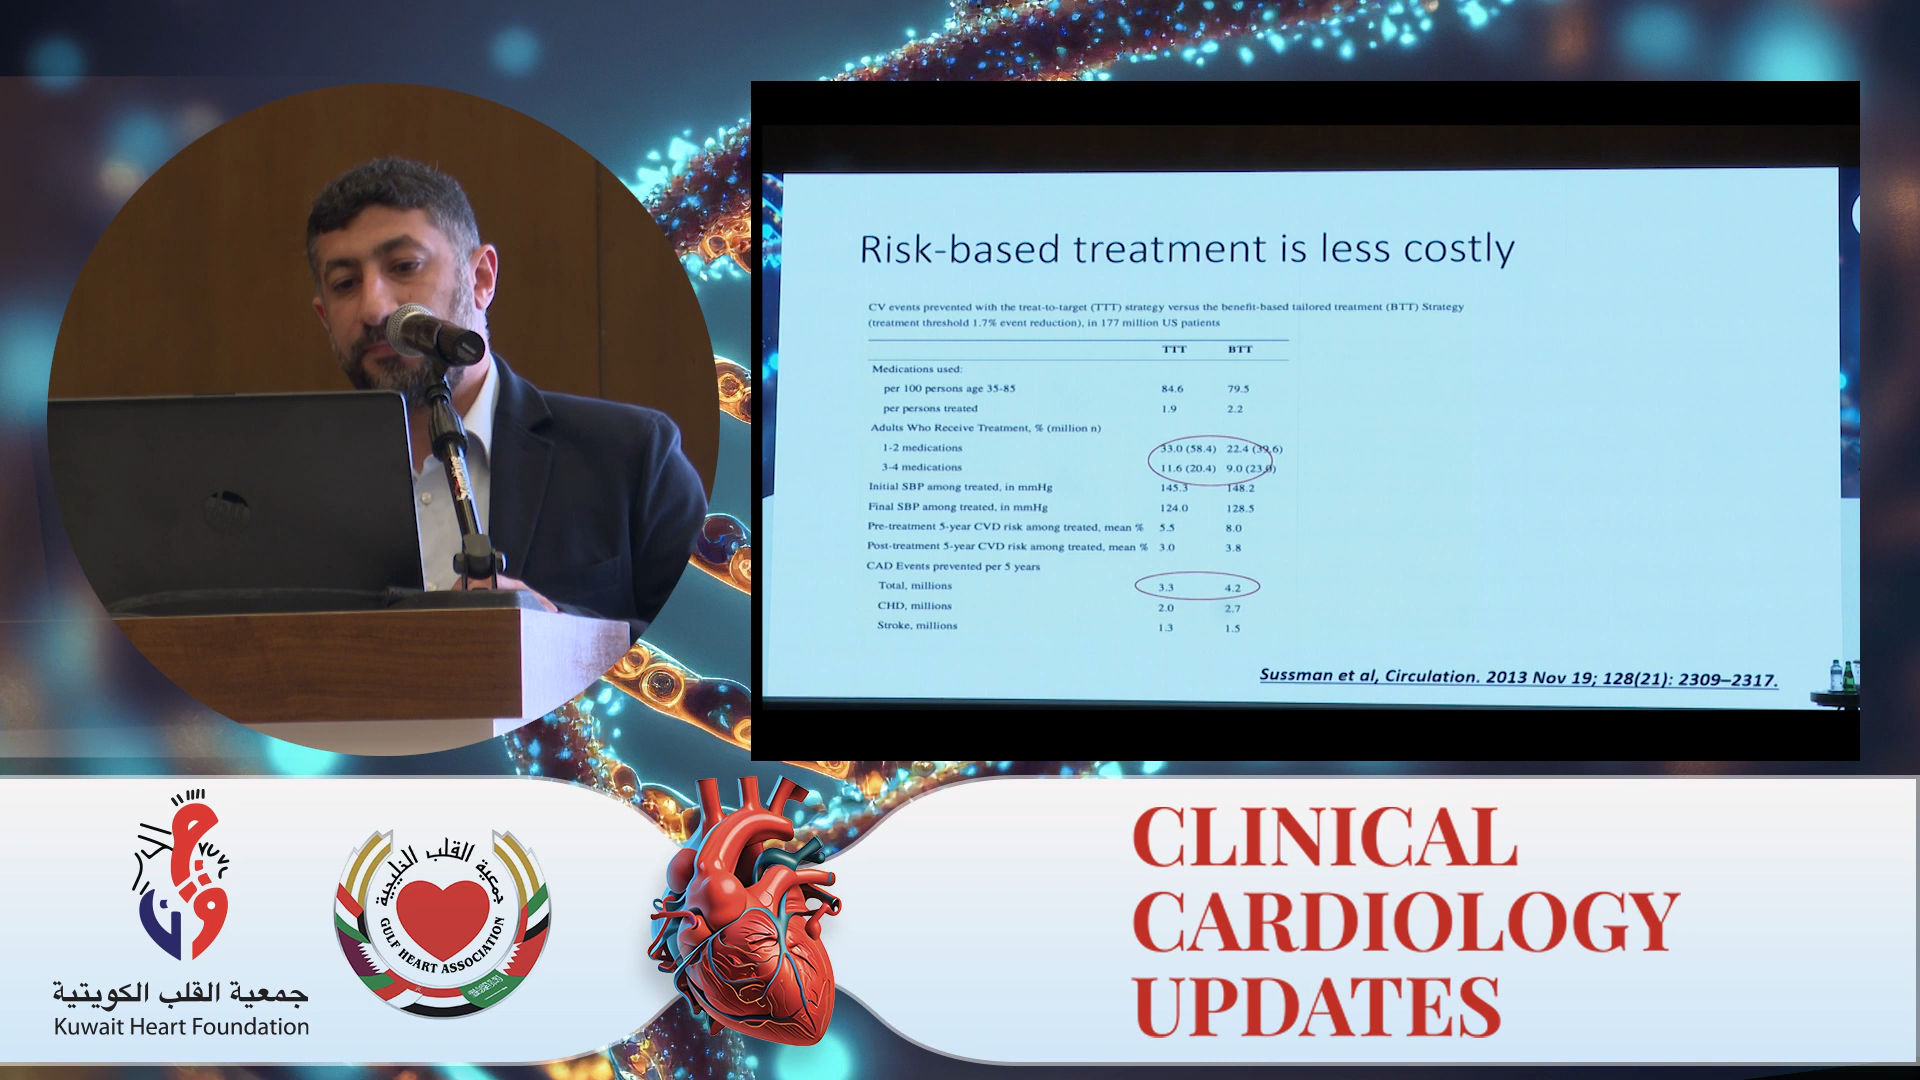 Risk-based treatment is less costly
CV events prevented with the treat-to-target (TTT) strategy versus the benefit-based tailored treatment (BTT) Strategy
(treatment threshold 1.7% event reduction), in 177 million US patients
TTT BTT
Medications used:
per 100 persons age 35-85 84.6 79.5
per persons treated 1.9 2.2
Adults Who Receive Treatment, % (million n)
1-2 medications 33.0 (58.4) 22.4 (39.6)
3-4 medications 11.6 (20.4) 9.0 (23.0)
Initial SBP among treated, in mmHg 145.3 148.2
Final SBP among treated, in mmHg 124.0 128.5
Pre-treatment 5-year CVD risk among treated, mean % 5.5 8.0
Post-treatment 5-year CVD risk among treated, mean % 3.0 3.8
CAD Events prevented per 5 years
Total, millions 3.3 4.2
CHD, millions 2.0 2.7
Stroke, millions 1.3 1.5
Sussman et al, Circulation. 2013 Nov 19; 128(21): 2309–2317.
hp
جمعية القلب الكويتية
Kuwait Heart Foundation
جمعية القلب الخليجية
GULF HEART ASSOCIATION
CLINICAL
CARDIOLOGY
UPDATES